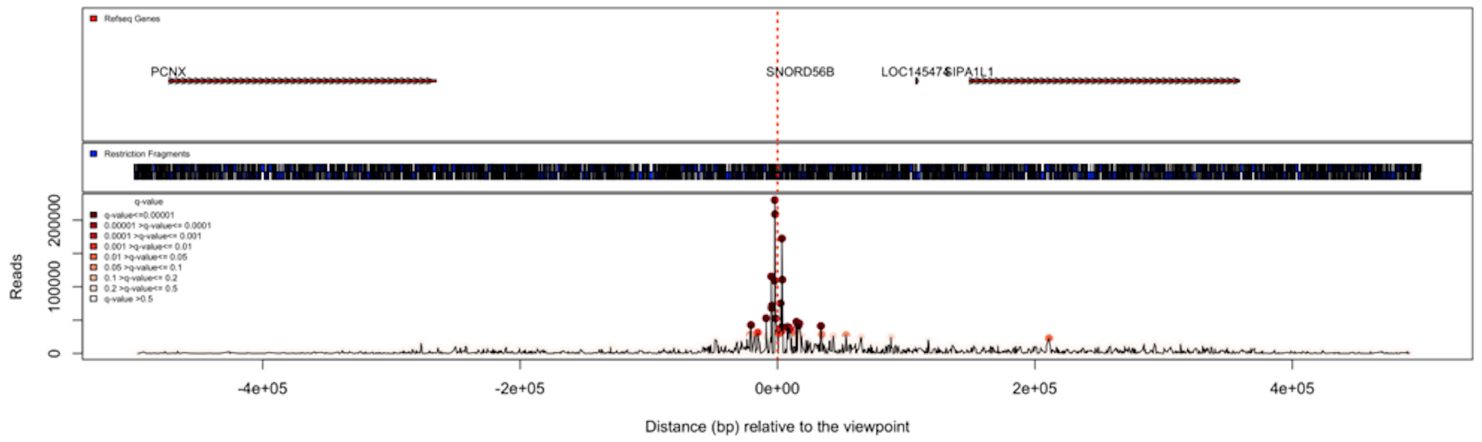 Refseq Genes
PCNX SNORD56B LOC145474 SIPA1L1
Restriction Fragments
q-value
q-value<=0.00001
0.00001 >q-value<= 0.0001
0.0001 >q-value<= 0.001
0.001 >q-value<= 0.01
0.01 >q-value<= 0.05
0.05 >q-value<= 0.1
0.1 >q-value<= 0.2
0.2 >q-value<= 0.5
q-value >0.5
Reads
200000
100000
0
-4e+05 -2e+05 0e+00 2e+05 4e+05
Distance (bp) relative to the viewpoint